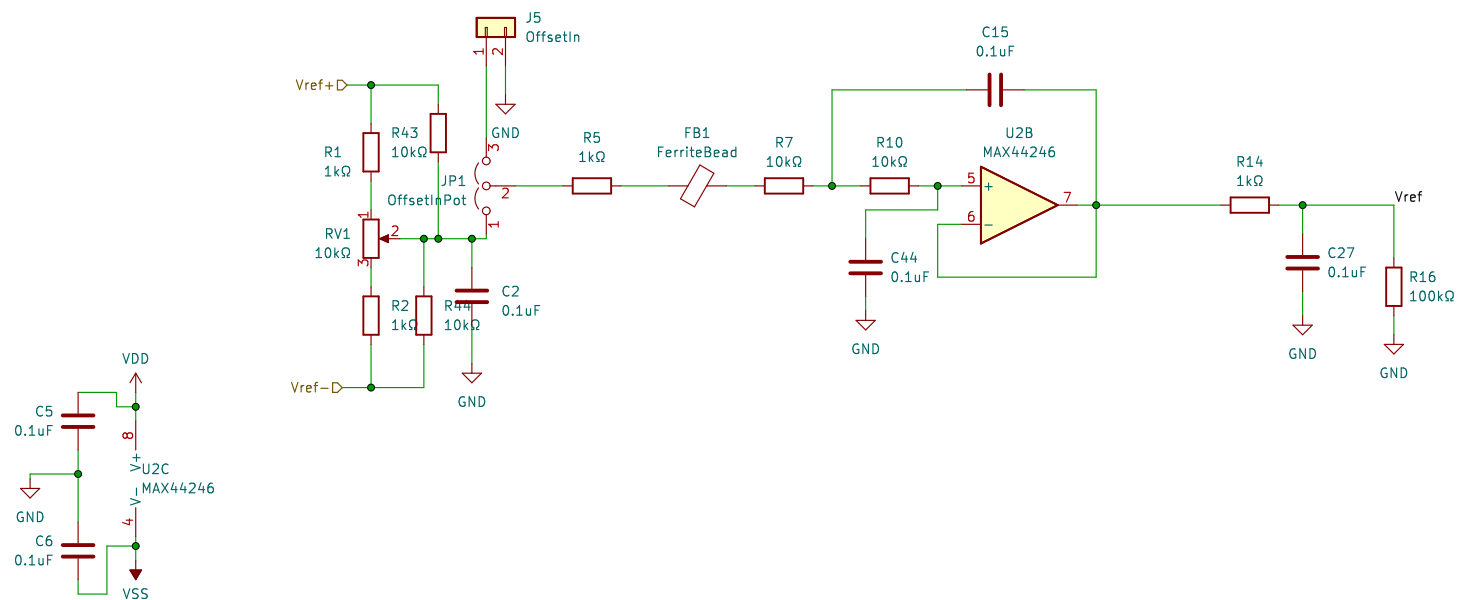 J5
OffsetIn
1
2
GND
C15
0.1uF
Vref+
R43
10kΩ
R1
1kΩ
3
JP1
OffsetInPot
2
1
R5
1kΩ
FB1
FerriteBead
R7
10kΩ
R10
10kΩ
U2B
MAX44246
5
+
6
−
7
R14
1kΩ
Vref
1
RV1
10kΩ
2
3
R2
1kΩ
R44
10kΩ
C2
0.1uF
GND
Vref−
C44
0.1uF
GND
C27
0.1uF
GND
R16
100kΩ
GND
VDD
C5
0.1uF
8
V+
U2C
MAX44246
V−
4
GND
C6
0.1uF
VSS